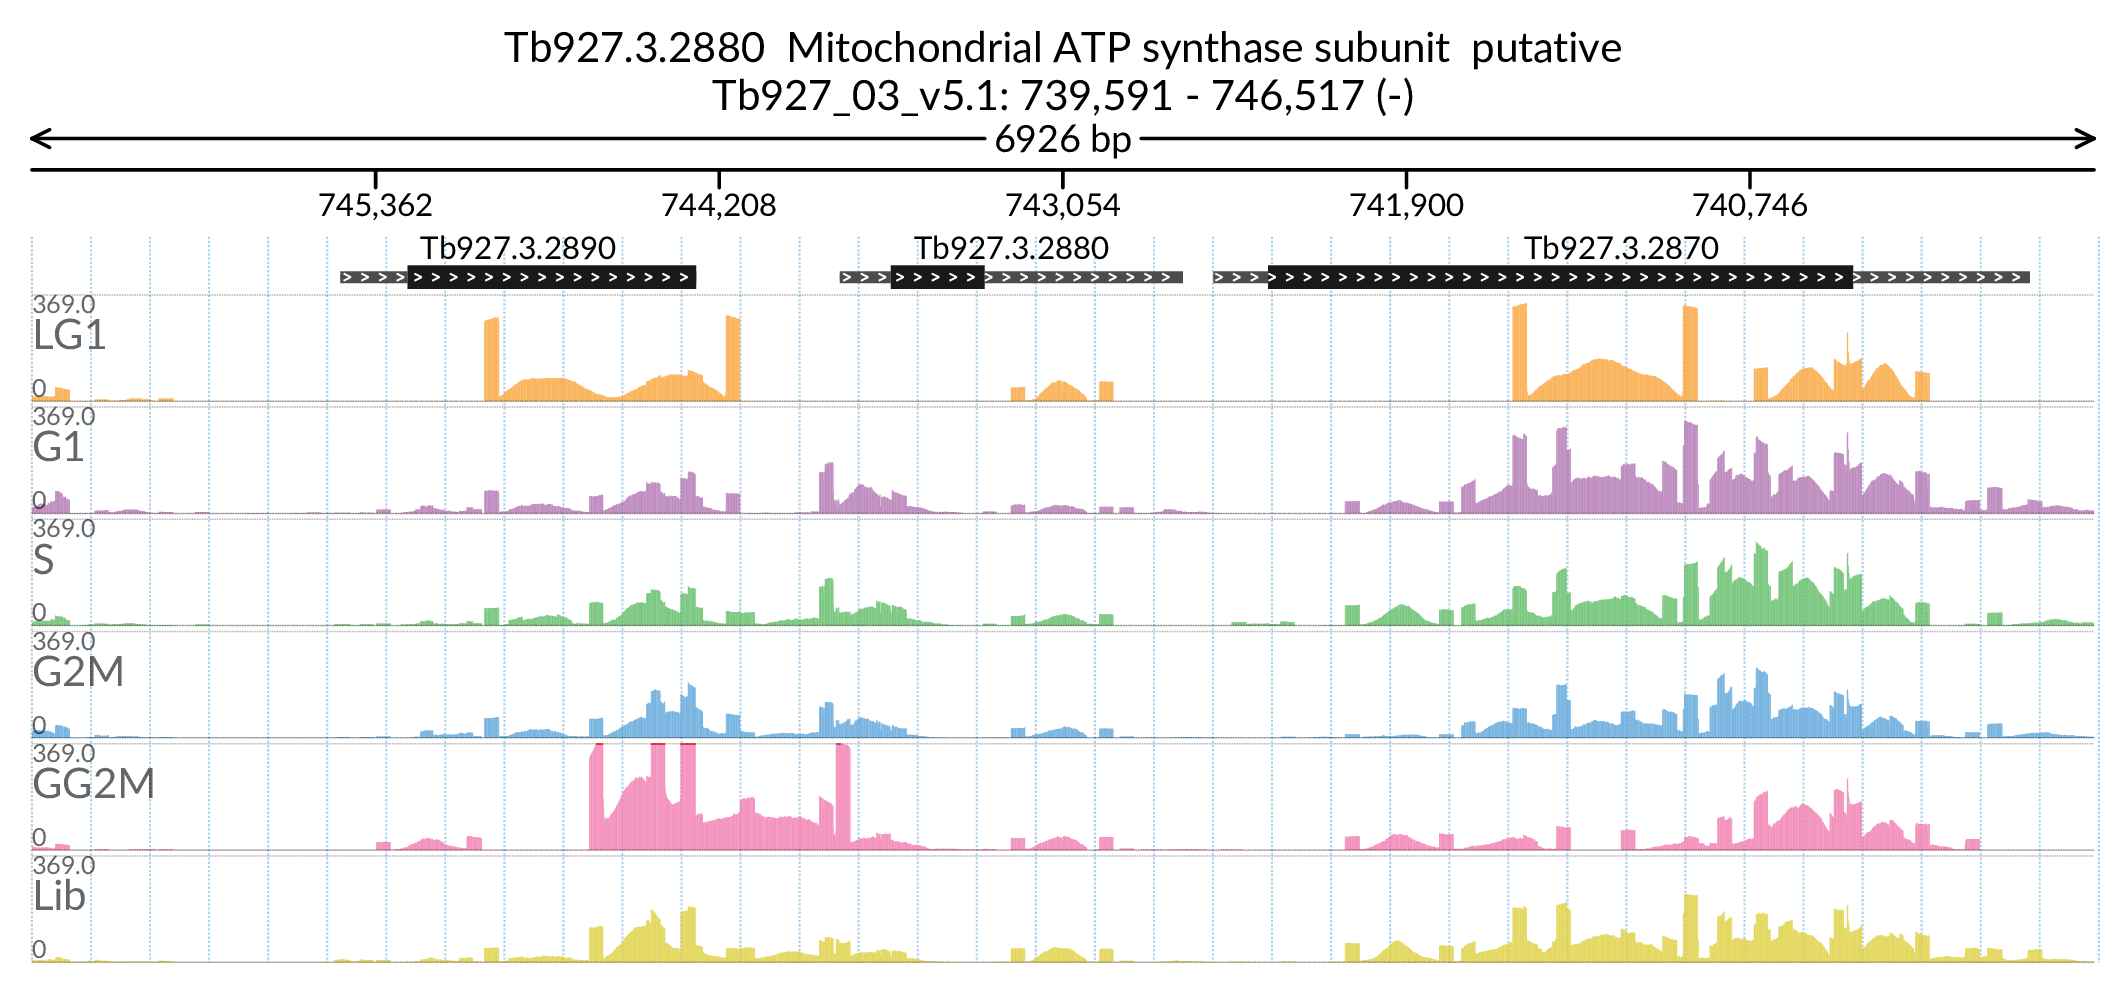 Tb927.3.2880  Mitochondrial ATP synthase subunit  putative
Tb927_03_v5.1: 739,591 - 746,517 (-)
6926 bp
745,362 744,208 743,054 741,900 740,746
Tb927.3.2890 Tb927.3.2880 Tb927.3.2870
369.0
LG1
0
369.0
G1
0
369.0
S
0
369.0
G2M
0
369.0
GG2M
0
369.0
Lib
0